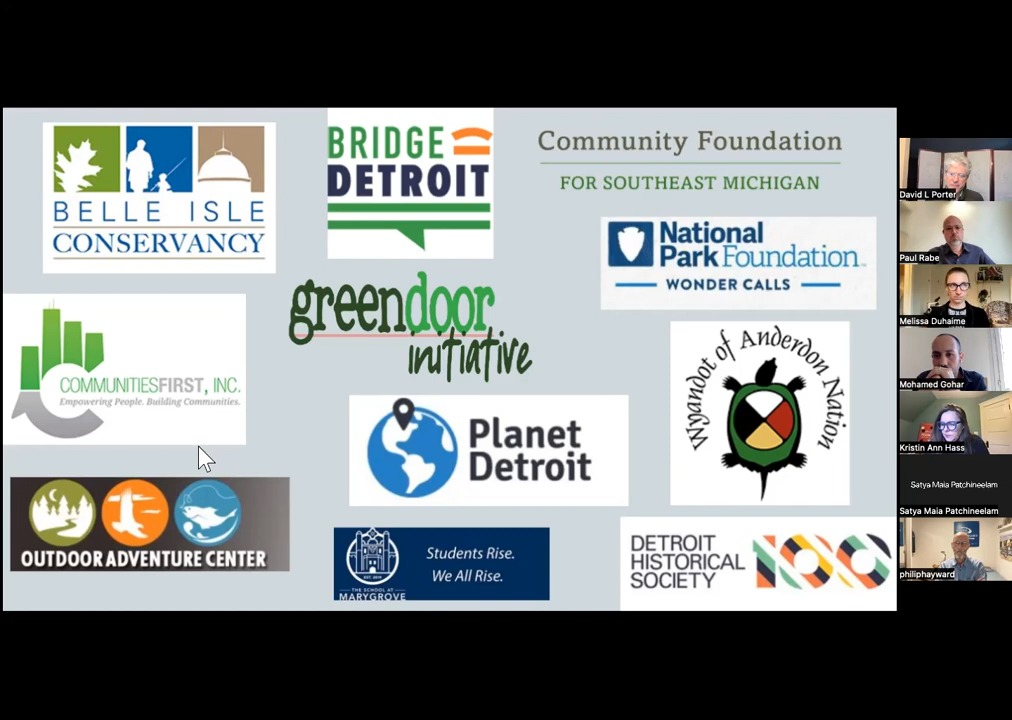 BELLE ISLE
CONSERVANCY
BRIDGE
DETROIT
Community Foundation
FOR SOUTHEAST MICHIGAN
National
Park Foundation
WONDER CALLS
greendoor
initiative
COMMUNITIESFIRST, INC.
Empowering People. Building Communities.
Wyandot of Anderdon Nation
Planet
Detroit
OUTDOOR ADVENTURE CENTER
EST. 2019
THE SCHOOL AT
MARYGROVE
Students Rise.
We All Rise.
DETROIT
HISTORICAL
SOCIETY
100
David L Porter
Paul Rabe
Melissa Duhaime
Mohamed Gohar
Kristin Ann Hass
Satya Maia Patchineelam
Satya Maia Patchineelam
philiphayward